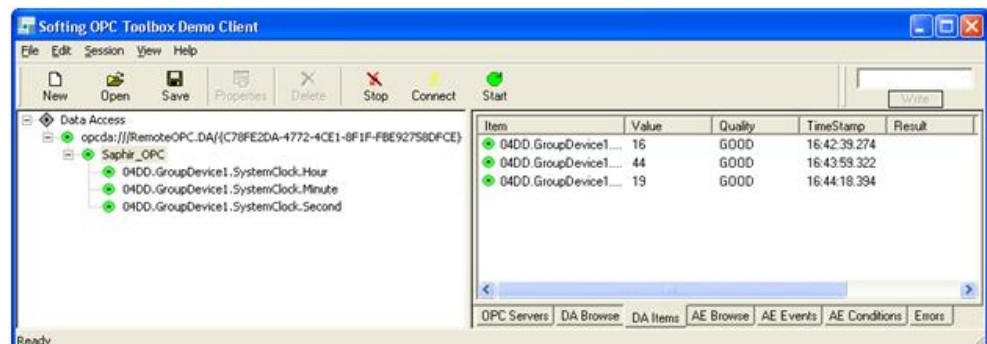 Softing OPC Toolbox Demo Client
File Edit Session View Help
New Open Save Properties Delete Stop Connect Start Write
Data Access
opcda:///RemoteOPC.DA/{C78FE2DA-4772-4CE1-8F1F-FBE92758DFCE}
Saphir_OPC
04DD.GroupDevice1.SystemClock.Hour
04DD.GroupDevice1.SystemClock.Minute
04DD.GroupDevice1.SystemClock.Second
Item Value Quality TimeStamp Result
04DD.GroupDevice1.... 16 GOOD 16:42:39.274
04DD.GroupDevice1.... 44 GOOD 16:43:59.322
04DD.GroupDevice1.... 19 GOOD 16:44:18.394
OPC Servers DA Browse DA Items AE Browse AE Events AE Conditions Errors
Ready